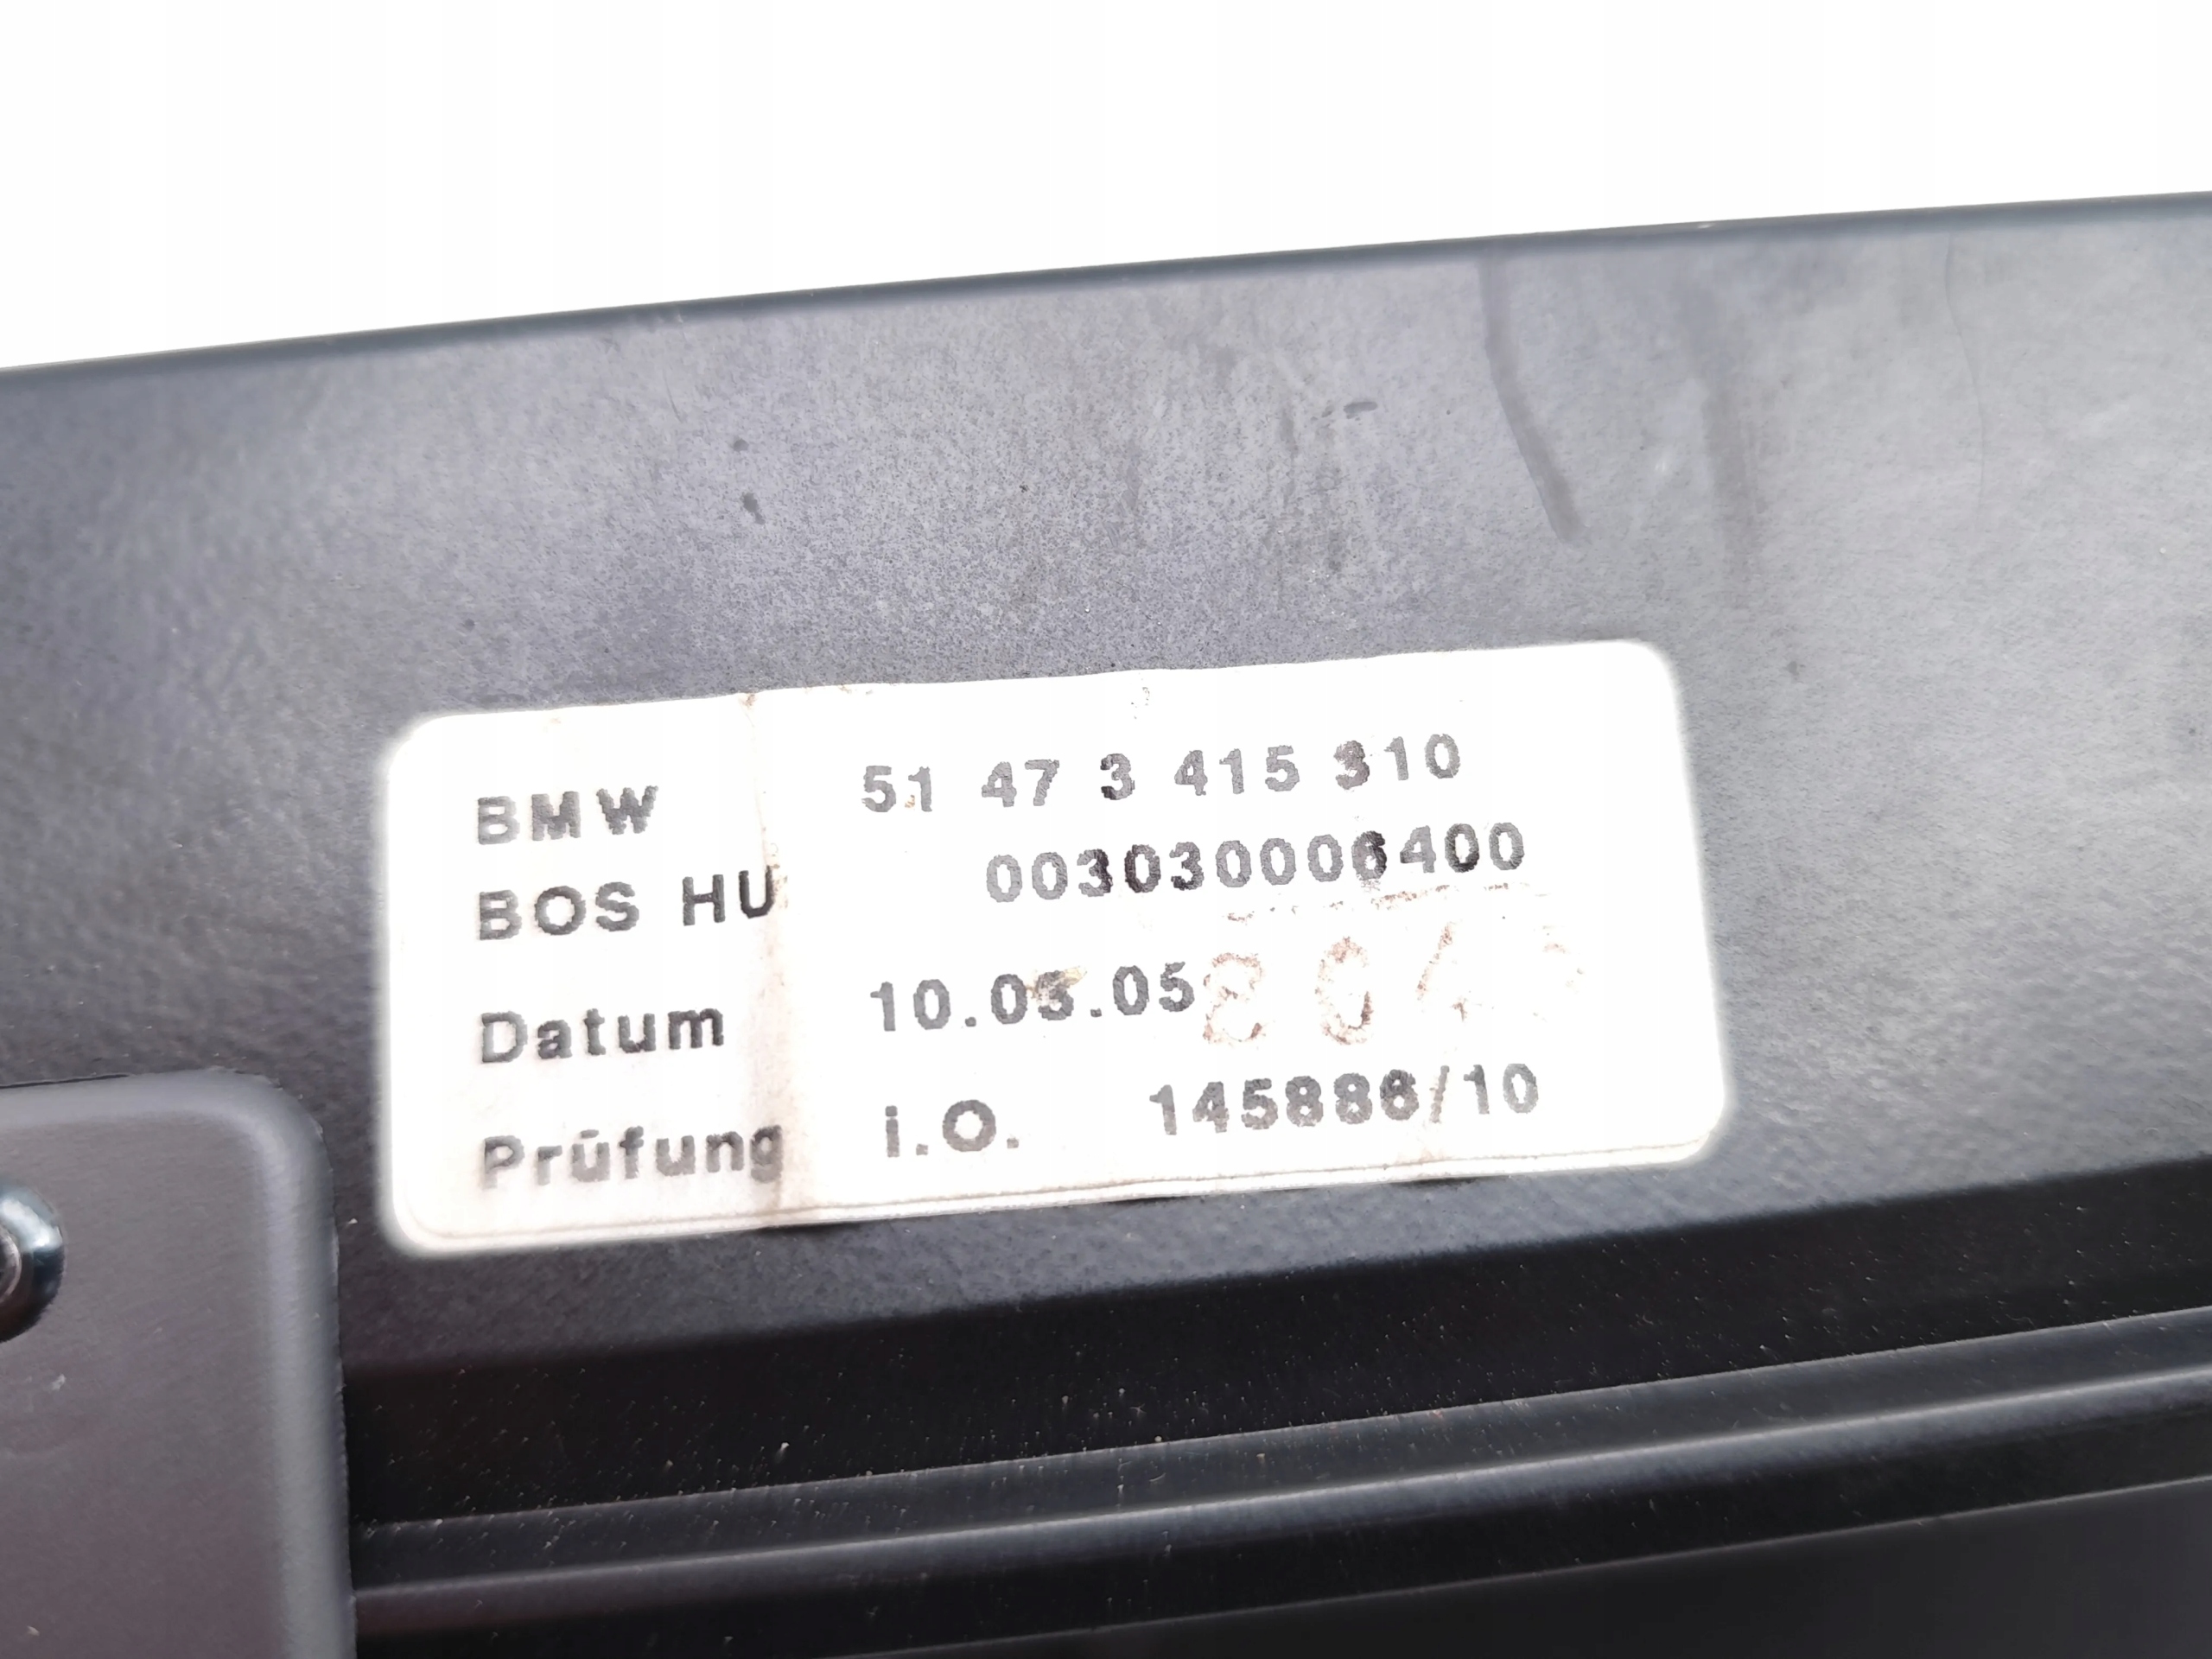 BMW 51 47 3 415 310
BOS HU 003030006400
Datum 10.03.05
Prüfung i.O. 145886/10